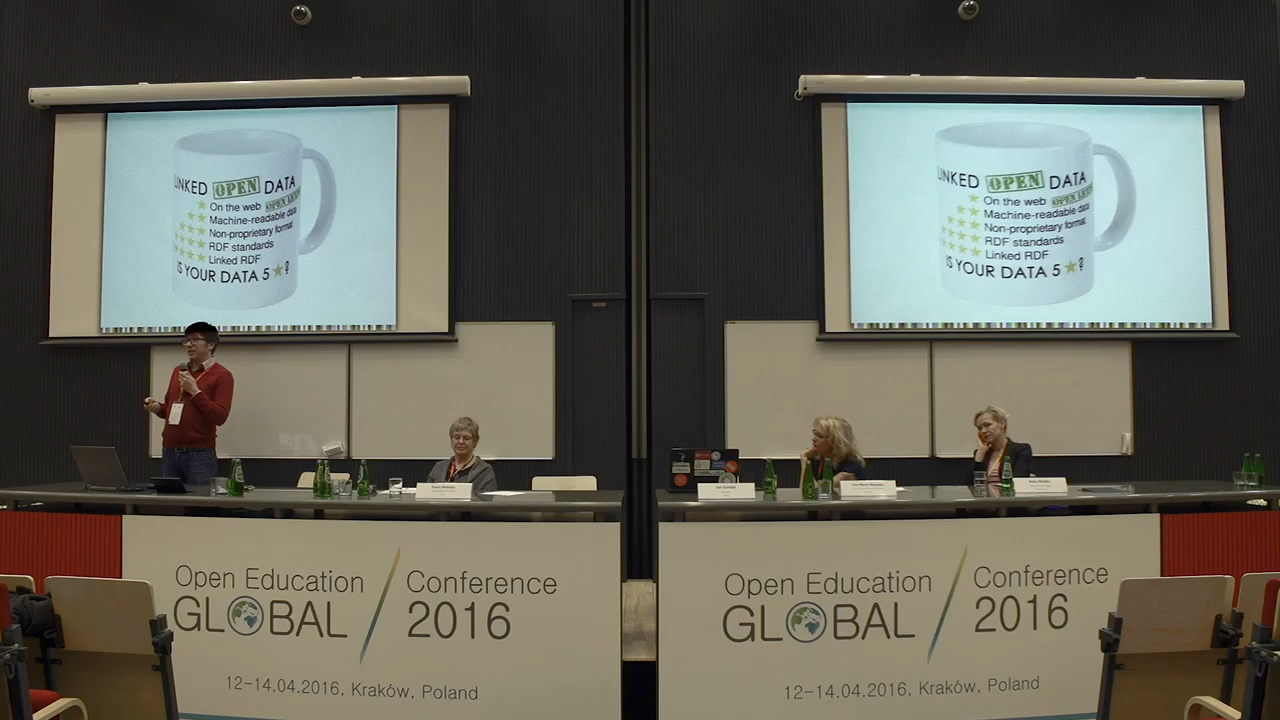 LINKED OPEN DATA
On the web OPEN
Machine-readable data
Non-proprietary format
RDF standards
Linked RDF
IS YOUR DATA 5 ★?
LINKED OPEN DATA
On the web OPEN
Machine-readable data
Non-proprietary format
RDF standards
Linked RDF
IS YOUR DATA 5 ★?
Open Education
GLOBAL
Conference
2016
12-14.04.2016, Kraków, Poland
Open Education
GLOBAL
Conference
2016
12-14.04.2016, Kraków, Poland